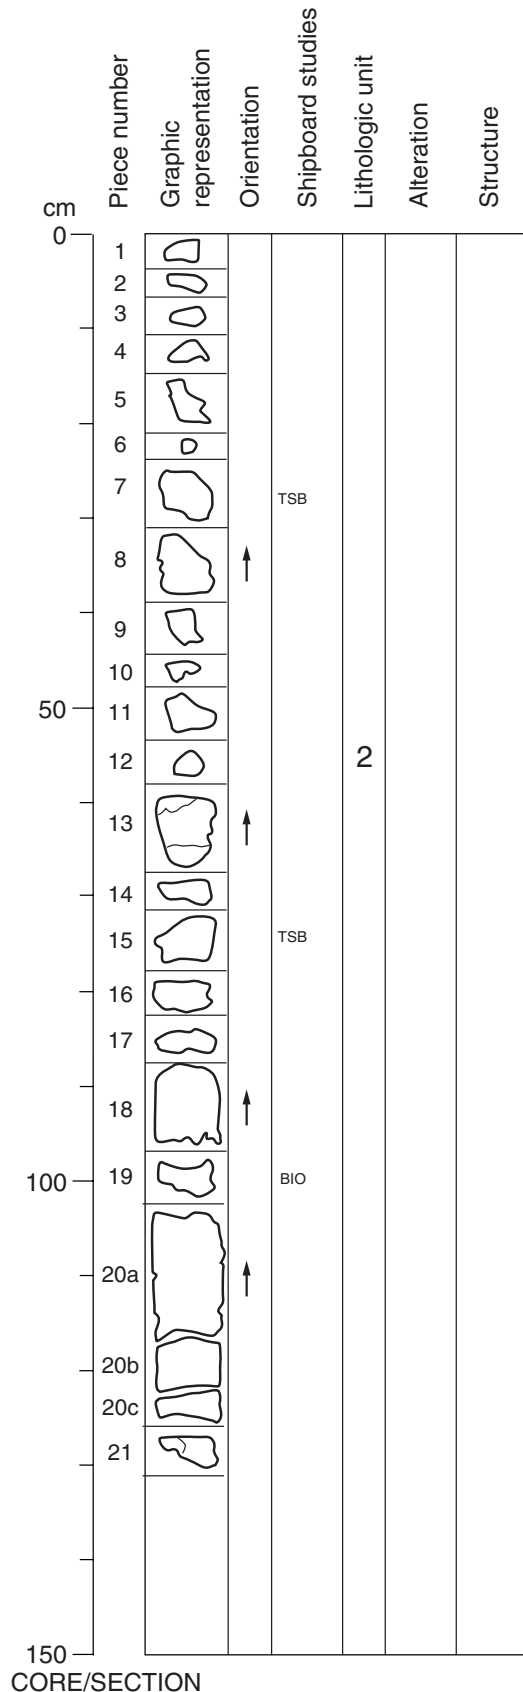 cm
Piece number
Graphic
representation
Orientation
Shipboard studies
Lithologic unit
Alteration
Structure
0
1
2
3
4
5
6
7
TSB
8
9
10
50
11
12
2
13
14
15
TSB
16
17
18
19
BIO
100
20a
20b
20c
21
150
CORE/SECTION